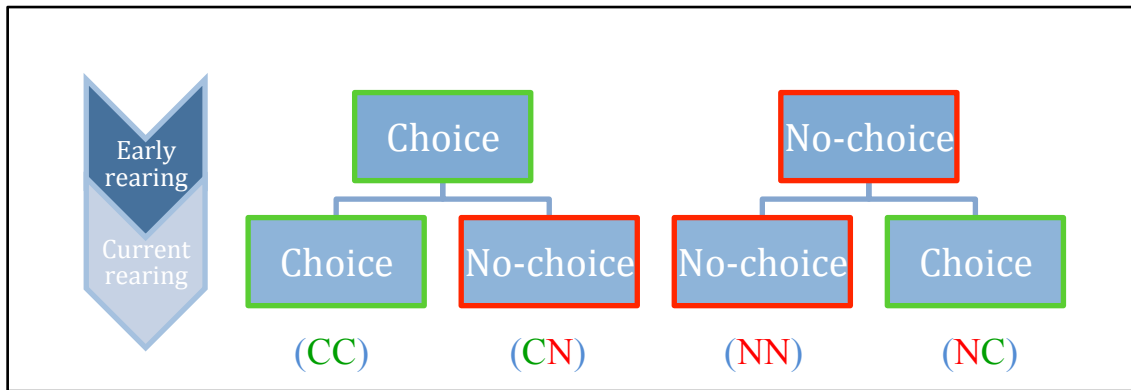 Early
rearing
Current
rearing
Choice
No-choice
Choice
No-choice
No-choice
Choice
(CC)
(CN)
(NN)
(NC)